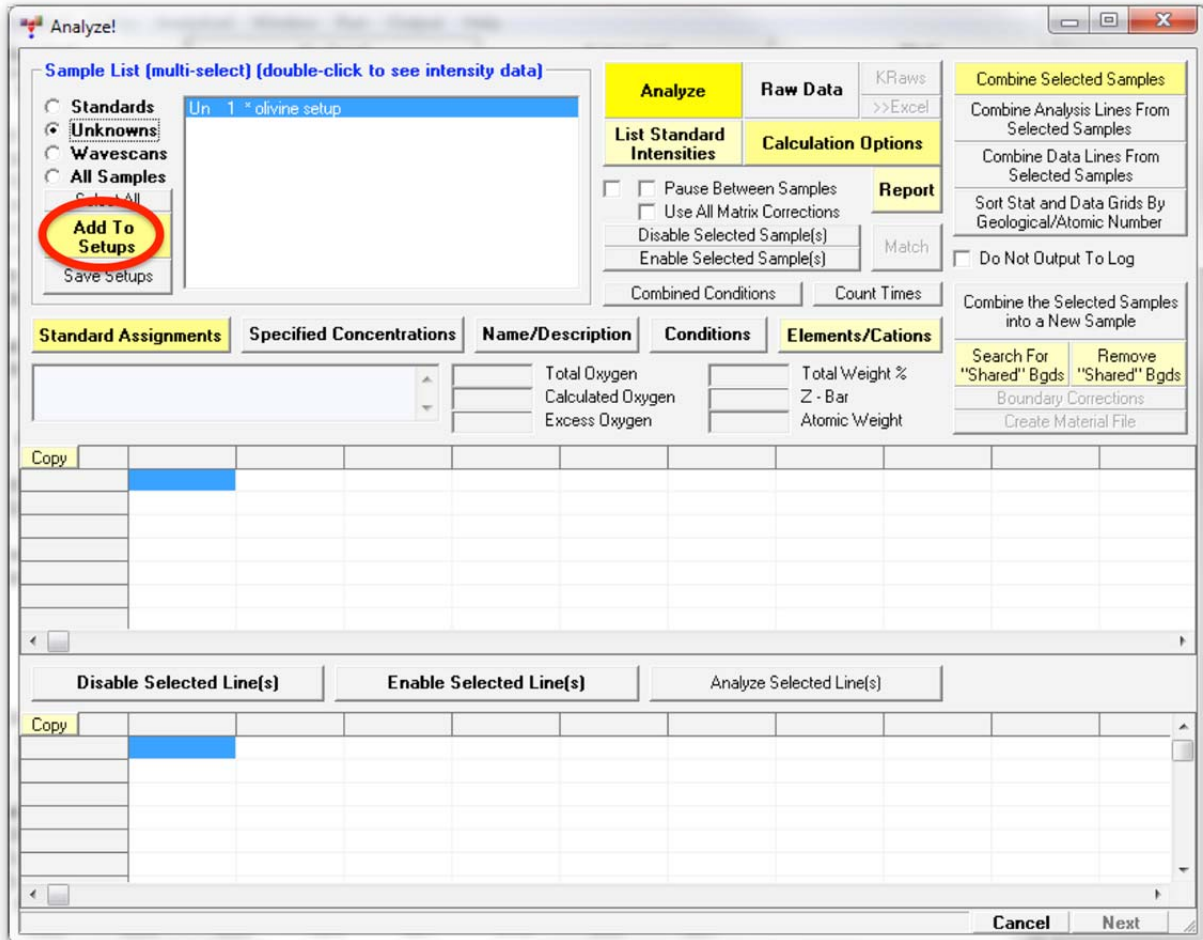 Analyze!
Sample List (multi-select) (double-click to see intensity data)
Standards
Unknowns
Wavescans
All Samples
Select All
Add To
Setups
Save Setups
Un 1 * olivine setup
Analyze
Raw Data
KRaws
>>Excel
List Standard
Intensities
Calculation Options
Pause Between Samples
Use All Matrix Corrections
Report
Disable Selected Sample(s)
Enable Selected Sample(s)
Match
Combined Conditions
Count Times
Combine Selected Samples
Combine Analysis Lines From
Selected Samples
Combine Data Lines From
Selected Samples
Sort Stat and Data Grids By
Geological/Atomic Number
Do Not Output To Log
Combine the Selected Samples
into a New Sample
Search For
"Shared" Bgds
Remove
"Shared" Bgds
Boundary Corrections
Create Material File
Standard Assignments
Specified Concentrations
Name/Description
Conditions
Elements/Cations
Total Oxygen
Calculated Oxygen
Excess Oxygen
Total Weight %
Z - Bar
Atomic Weight
Copy
Disable Selected Line(s)
Enable Selected Line(s)
Analyze Selected Line(s)
Copy
Cancel
Next